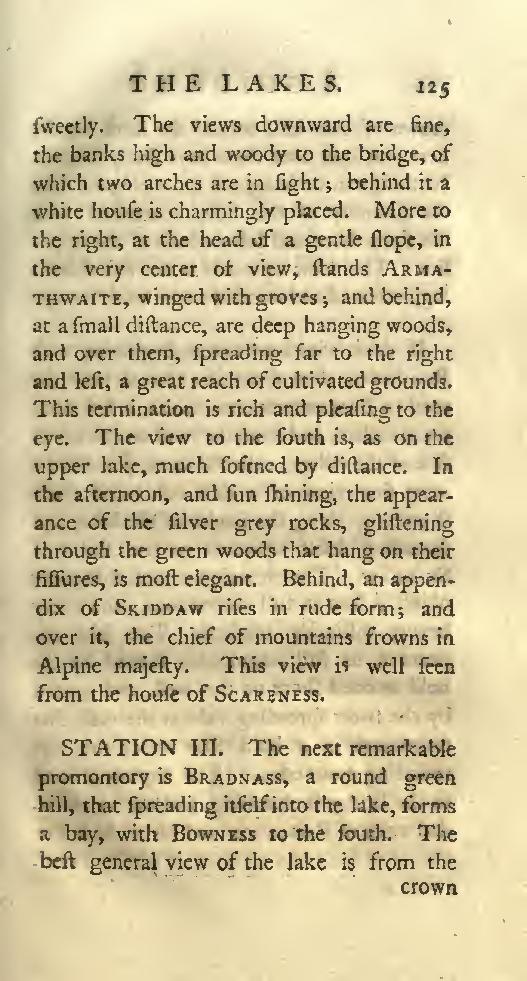 THE LAKES. 125
ſweetly. The views downward are fine,
the banks high and woody to the bridge, of
which two arches are in ſight; behind it a
white houſe is charmingly placed. More to
the right, at the head of a gentle ſlope, in
the very center of view, ſtands ARMA-
THWAITE, winged with groves; and behind,
at a ſmall diſtance, are deep hanging woods,
and over them, ſpreading far to the right
and left, a great reach of cultivated grounds.
This termination is rich and pleaſing to the
eye. The view to the ſouth is, as on the
upper lake, much ſoftned by diſtance. In
the afternoon, and ſun ſhining, the appear-
ance of the ſilver grey rocks, gliſtening
through the green woods that hang on their
fiſſures, is moſt elegant. Behind, an appen-
dix of SKIDDAW riſes in rude form; and
over it, the chief of mountains frowns in
Alpine majeſty. This view is well ſeen
from the houſe of SCARENESS.
STATION III. The next remarkable
promontory is BRADNASS, a round green
hill, that ſpreading itſelf into the lake, forms
a bay, with BOWNESS to the ſouth. The
beſt general view of the lake is from the
crown